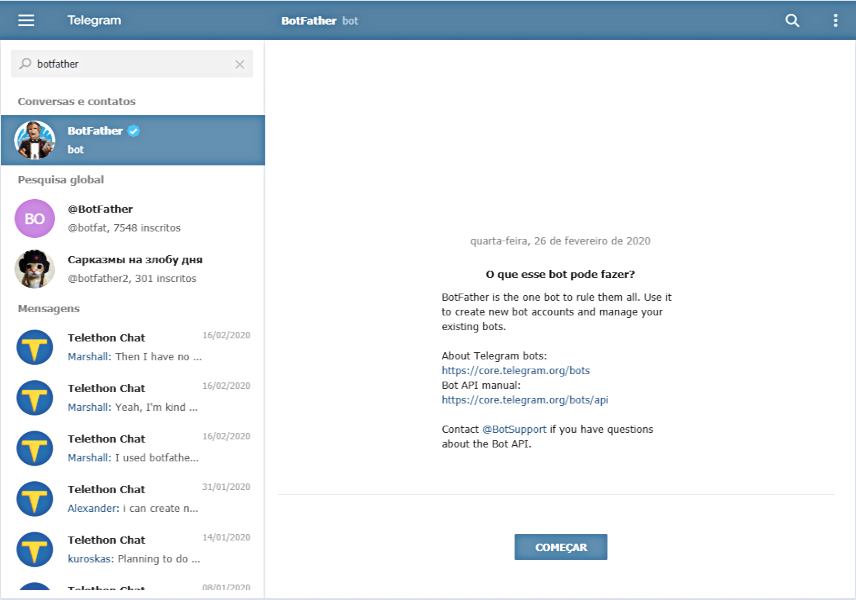 Telegram
BotFather bot
botfather
Conversas e contatos
BotFather
bot
Pesquisa global
BO
@BotFather
@botfat, 7548 inscritos
Сарказмы на злобу дня
@botfather2, 301 inscritos
Mensagens
Telethon Chat 16/02/2020
Marshall: Then I have no ...
Telethon Chat 16/02/2020
Marshall: Yeah, I'm kind ...
Telethon Chat 16/02/2020
Marshall: I used botfathe...
Telethon Chat 31/01/2020
Alexander: i can create n...
Telethon Chat 14/01/2020
kuroskas: Planning to do ...
Telethon Chat 08/01/2020
quarta-feira, 26 de fevereiro de 2020
O que esse bot pode fazer?
BotFather is the one bot to rule them all. Use it
to create new bot accounts and manage your
existing bots.
About Telegram bots:
https://core.telegram.org/bots
Bot API manual:
https://core.telegram.org/bots/api
Contact @BotSupport if you have questions
about the Bot API.
COMEÇAR